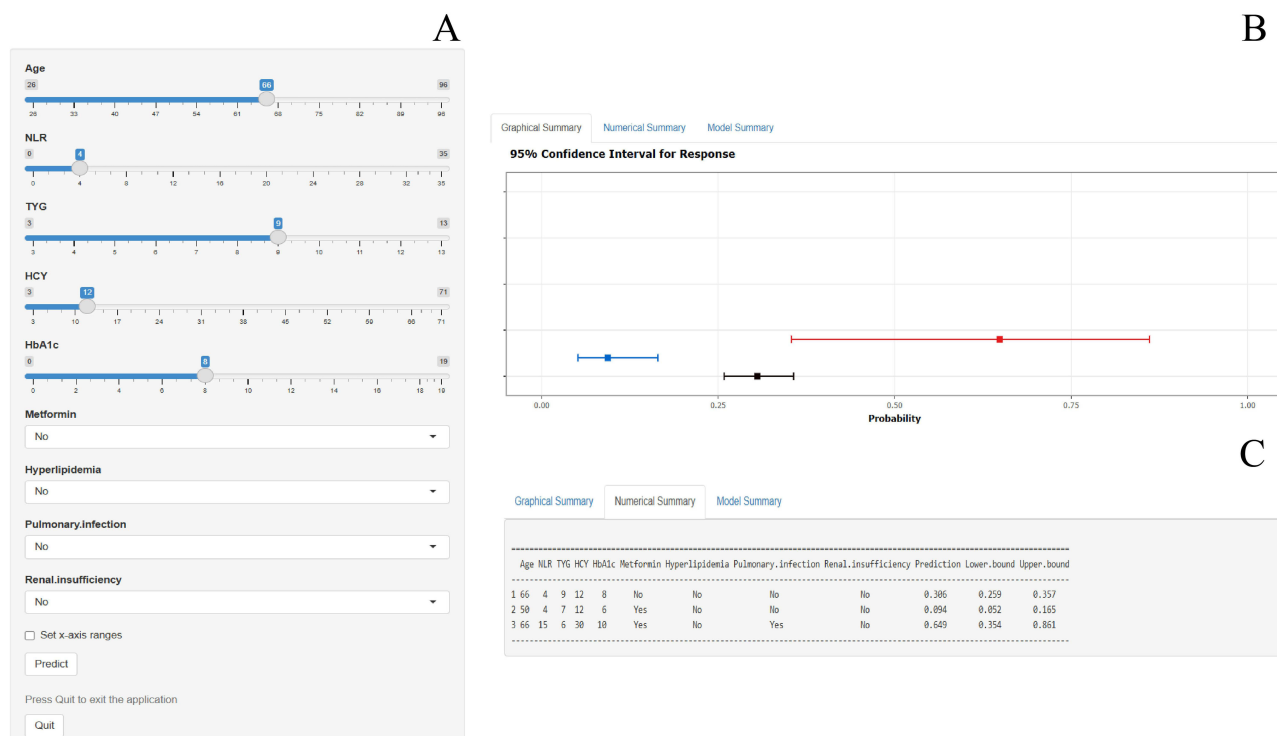 A
Age
26 66 96
26 33 40 47 54 61 68 75 82 89 96
NLR
0 4 35
0 4 8 12 16 20 24 28 32 35
TYG
3 9 13
3 4 5 6 7 8 9 10 11 12 13
HCY
3 12 71
3 10 17 24 31 38 45 52 59 66 71
HbA1c
0 8 19
0 2 4 6 8 10 12 14 16 18 19
Metformin
No
Hyperlipidemia
No
Pulmonary.infection
No
Renal.insufficiency
No
Set x-axis ranges
Predict
Press Quit to exit the application
Quit
B
Graphical Summary Numerical Summary Model Summary
95% Confidence Interval for Response
0.00 0.25 0.50 0.75 1.00
Probability
C
Graphical Summary Numerical Summary Model Summary
Age NLR TYG HCY HbA1c Metformin Hyperlipidemia Pulmonary.infection Renal.insufficiency Prediction Lower.bound Upper.bound
1 66 4 9 12 8 No No No No 0.306 0.259 0.357
2 50 4 7 12 6 Yes No No No 0.094 0.052 0.165
3 66 15 6 30 10 Yes No Yes No 0.649 0.354 0.861